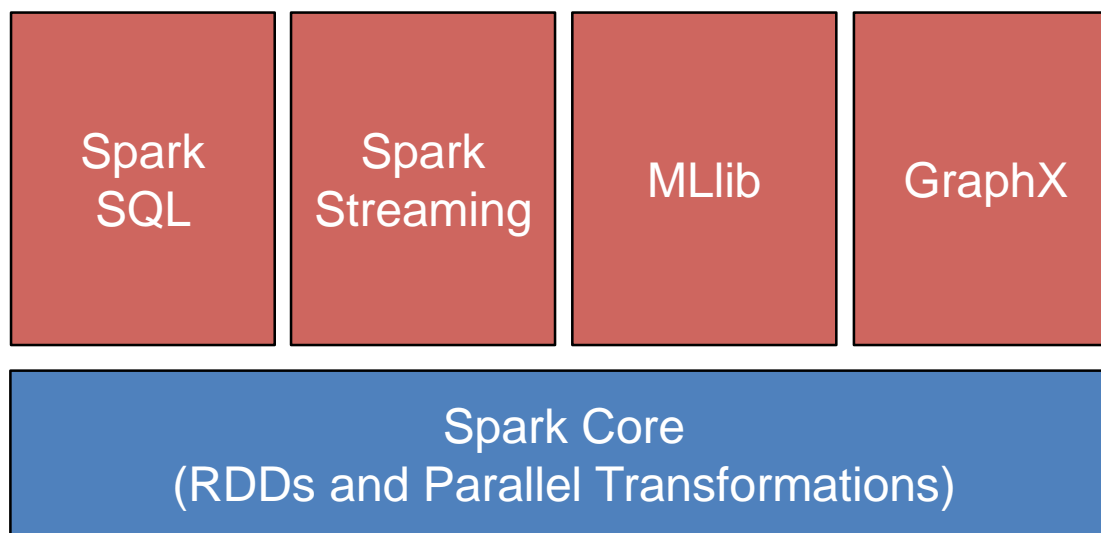 Spark
SQL
Spark
Streaming
MLlib
GraphX
Spark Core
(RDDs and Parallel Transformations)